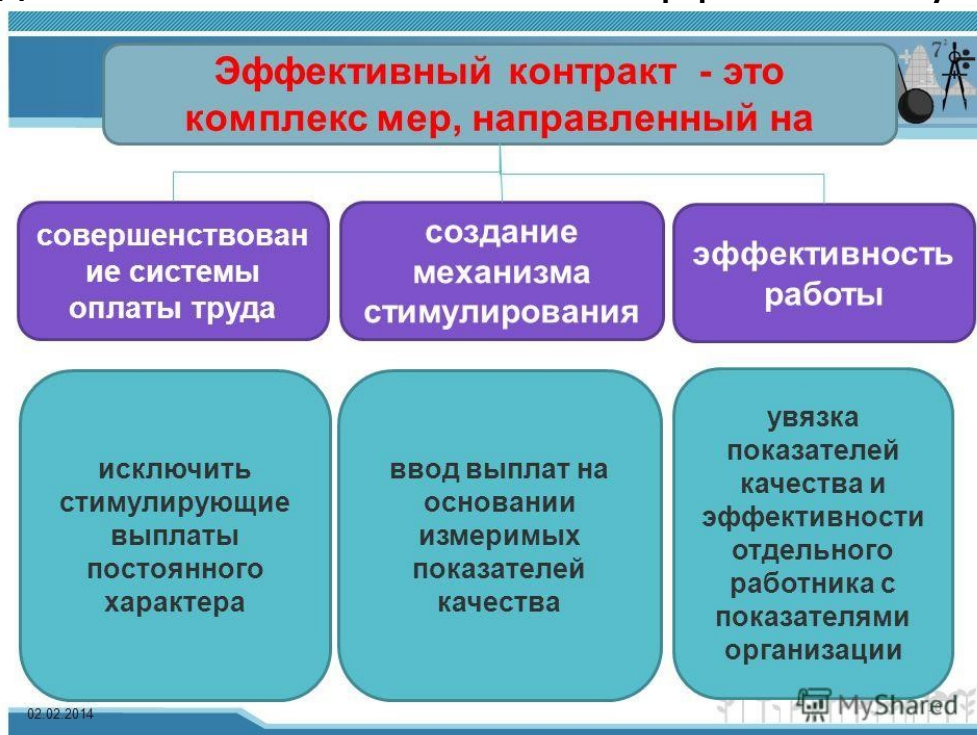 Эффективный контракт - это
комплекс мер, направленный на
совершенствован
ие системы
оплаты труда
создание
механизма
стимулирования
эффективность
работы
исключить
стимулирующие
выплаты
постоянного
характера
ввод выплат на
основании
измеримых
показателей
качества
увязка
показателей
качества и
эффективности
отдельного
работника с
показателями
организации
02.02.2014
MyShared